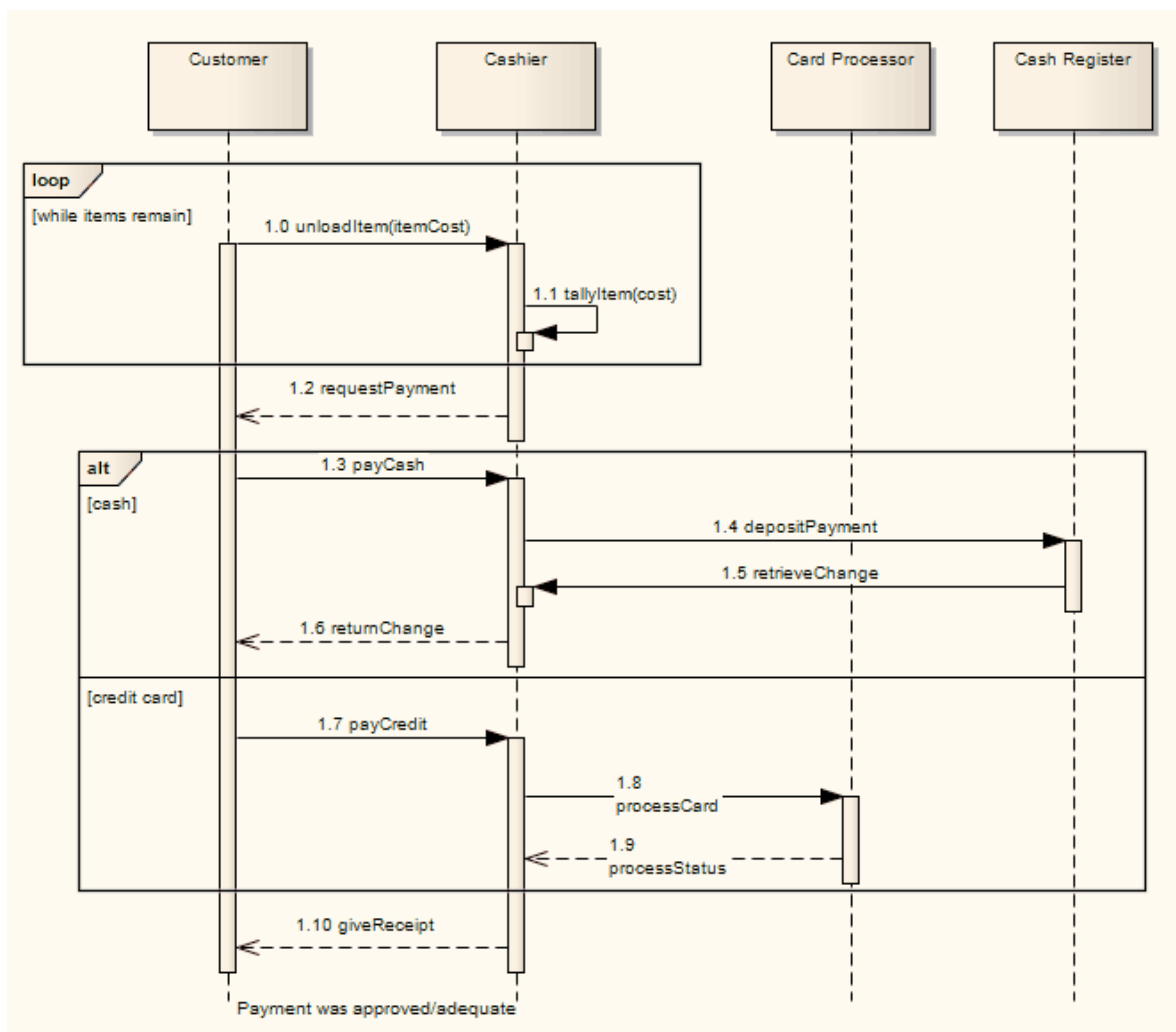 Customer
Cashier
Card Processor
Cash Register
loop
[while items remain]
1.0 unloadItem(itemCost)
1.1 tallyItem(cost)
1.2 requestPayment
alt
1.3 payCash
[cash]
1.4 depositPayment
1.5 retrieveChange
1.6 returnChange
[credit card]
1.7 payCredit
1.8
processCard
1.9
processStatus
1.10 giveReceipt
Payment was approved/adequate